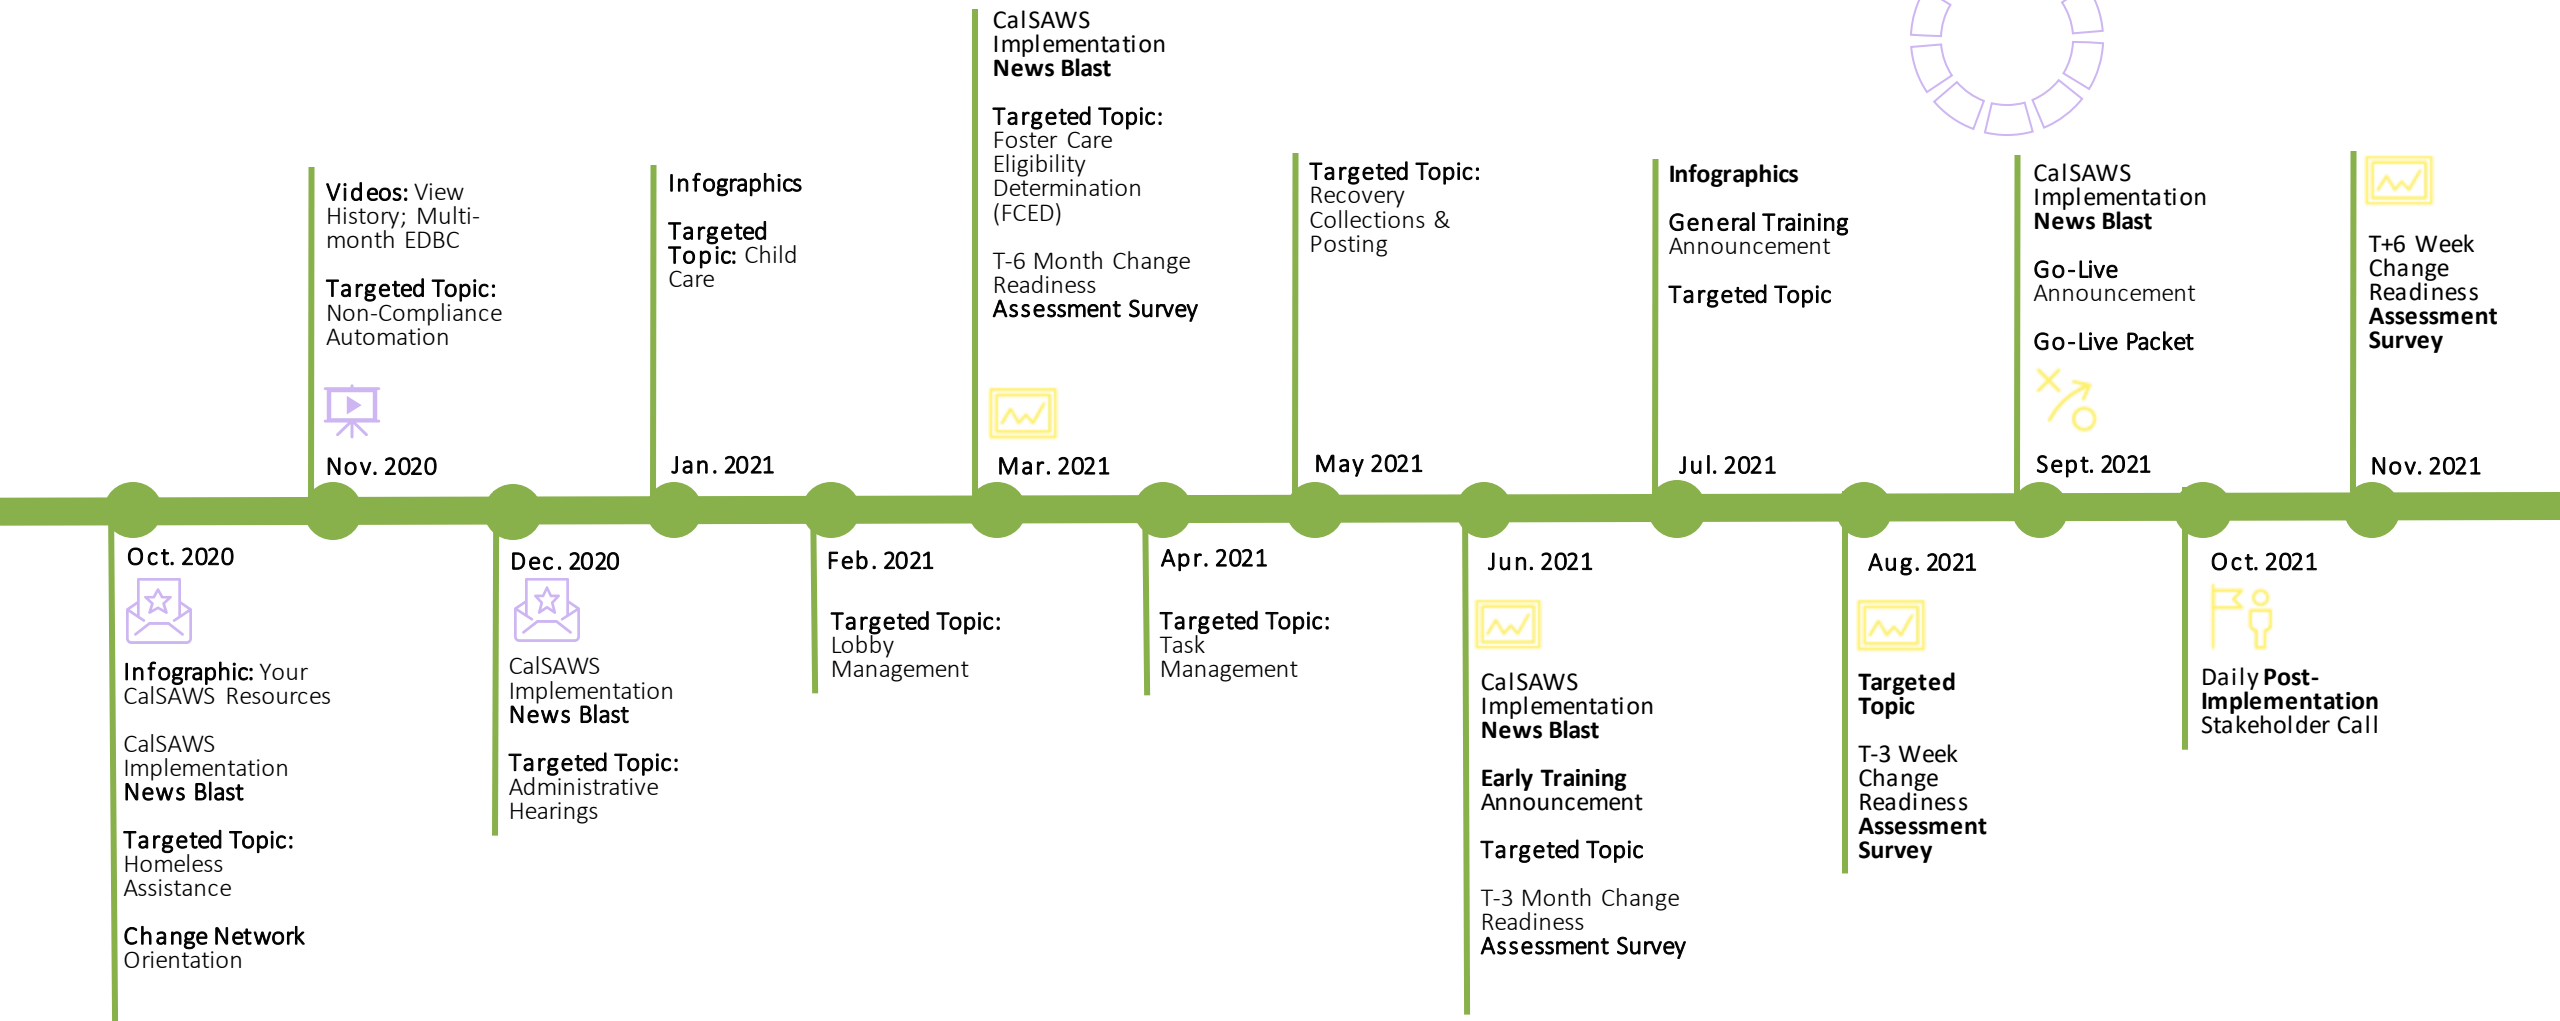 Oct. 2020
Infographic: Your
CalSAWS Resources
CalSAWS
Implementation
News Blast
Targeted Topic:
Homeless
Assistance
Change Network
Orientation
Videos: View
History; Multi-
month EDBC
Targeted Topic:
Non-Compliance
Automation
Nov. 2020
Dec. 2020
CalSAWS
Implementation
News Blast
Targeted Topic:
Administrative
Hearings
Infographics
Targeted
Topic: Child
Care
Jan. 2021
Feb. 2021
Targeted Topic:
Lobby
Management
CalSAWS
Implementation
News Blast
Targeted Topic:
Foster Care
Eligibility
Determination
(FCED)
T-6 Month Change
Readiness
Assessment Survey
Mar. 2021
Apr. 2021
Targeted Topic:
Task
Management
Targeted Topic:
Recovery
Collections &
Posting
May 2021
Jun. 2021
CalSAWS
Implementation
News Blast
Early Training
Announcement
Targeted Topic
T-3 Month Change
Readiness
Assessment Survey
Infographics
General Training
Announcement
Targeted Topic
Jul. 2021
Aug. 2021
Targeted
Topic
T-3 Week
Change
Readiness
Assessment
Survey
CalSAWS
Implementation
News Blast
Go-Live
Announcement
Go-Live Packet
Sept. 2021
Oct. 2021
Daily Post-
Implementation
Stakeholder Call
T+6 Week
Change
Readiness
Assessment
Survey
Nov. 2021